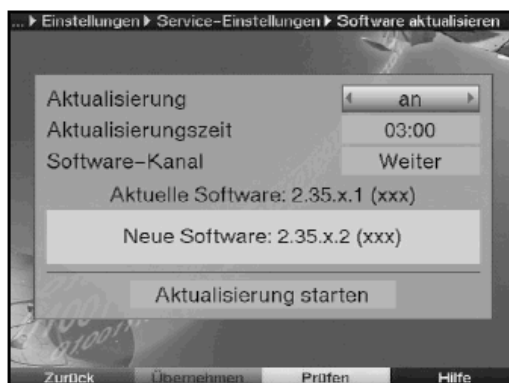 ... ▶ Einstellungen ▶ Service-Einstellungen ▶ Software aktualisieren
Aktualisierung an
Aktualisierungszeit 03:00
Software-Kanal Weiter
Aktuelle Software: 2.35.x.1 (xxx)
Neue Software: 2.35.x.2 (xxx)
Aktualisierung starten
Zurück Übernehmen Prüfen Hilfe